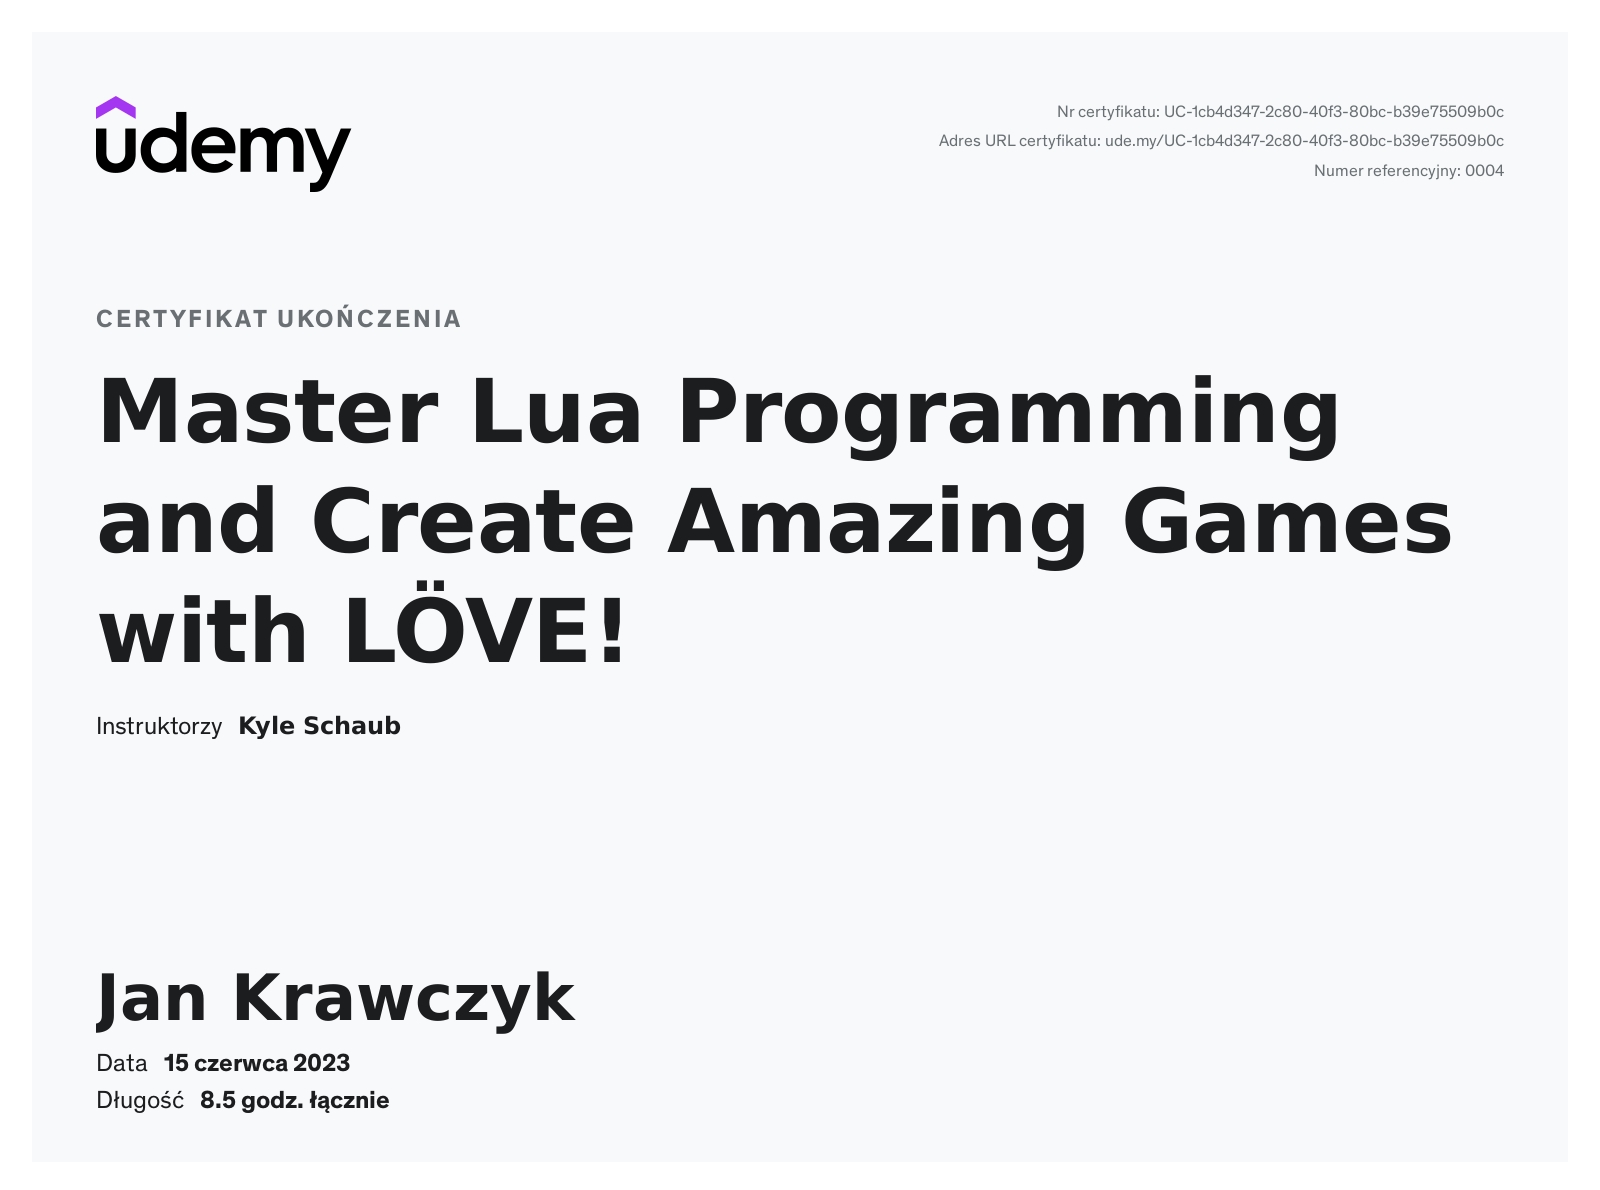 udemy
Nr certyfikatu: UC-1cb4d347-2c80-40f3-80bc-b39e75509b0c
Adres URL certyfikatu: ude.my/UC-1cb4d347-2c80-40f3-80bc-b39e75509b0c
Numer referencyjny: 0004
CERTYFIKAT UKOŃCZENIA
Master Lua Programming
and Create Amazing Games
with LÖVE!
Instruktorzy Kyle Schaub
Jan Krawczyk
Data 15 czerwca 2023
Długość 8.5 godz. łącznie